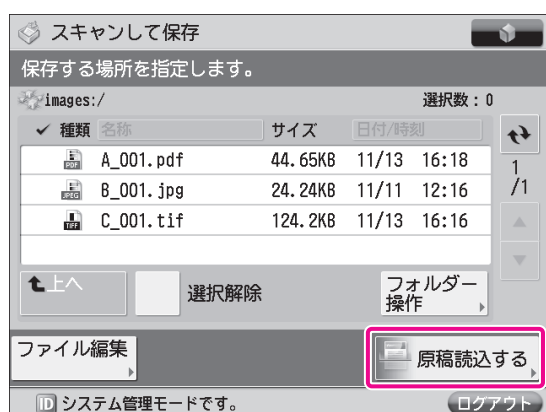 スキャンして保存
保存する場所を指定します。
images:/ 選択数：0
✓ 種類 名称 サイズ 日付/時刻
PDF A_001.pdf 44.65KB 11/13 16:18
JPEG B_001.jpg 24.24KB 11/11 12:16
TIFF C_001.tif 124.2KB 11/13 16:16
1
/1
上へ 選択解除 フォルダー
操作
ファイル編集 原稿読込する
ID システム管理モードです。 ログアウト